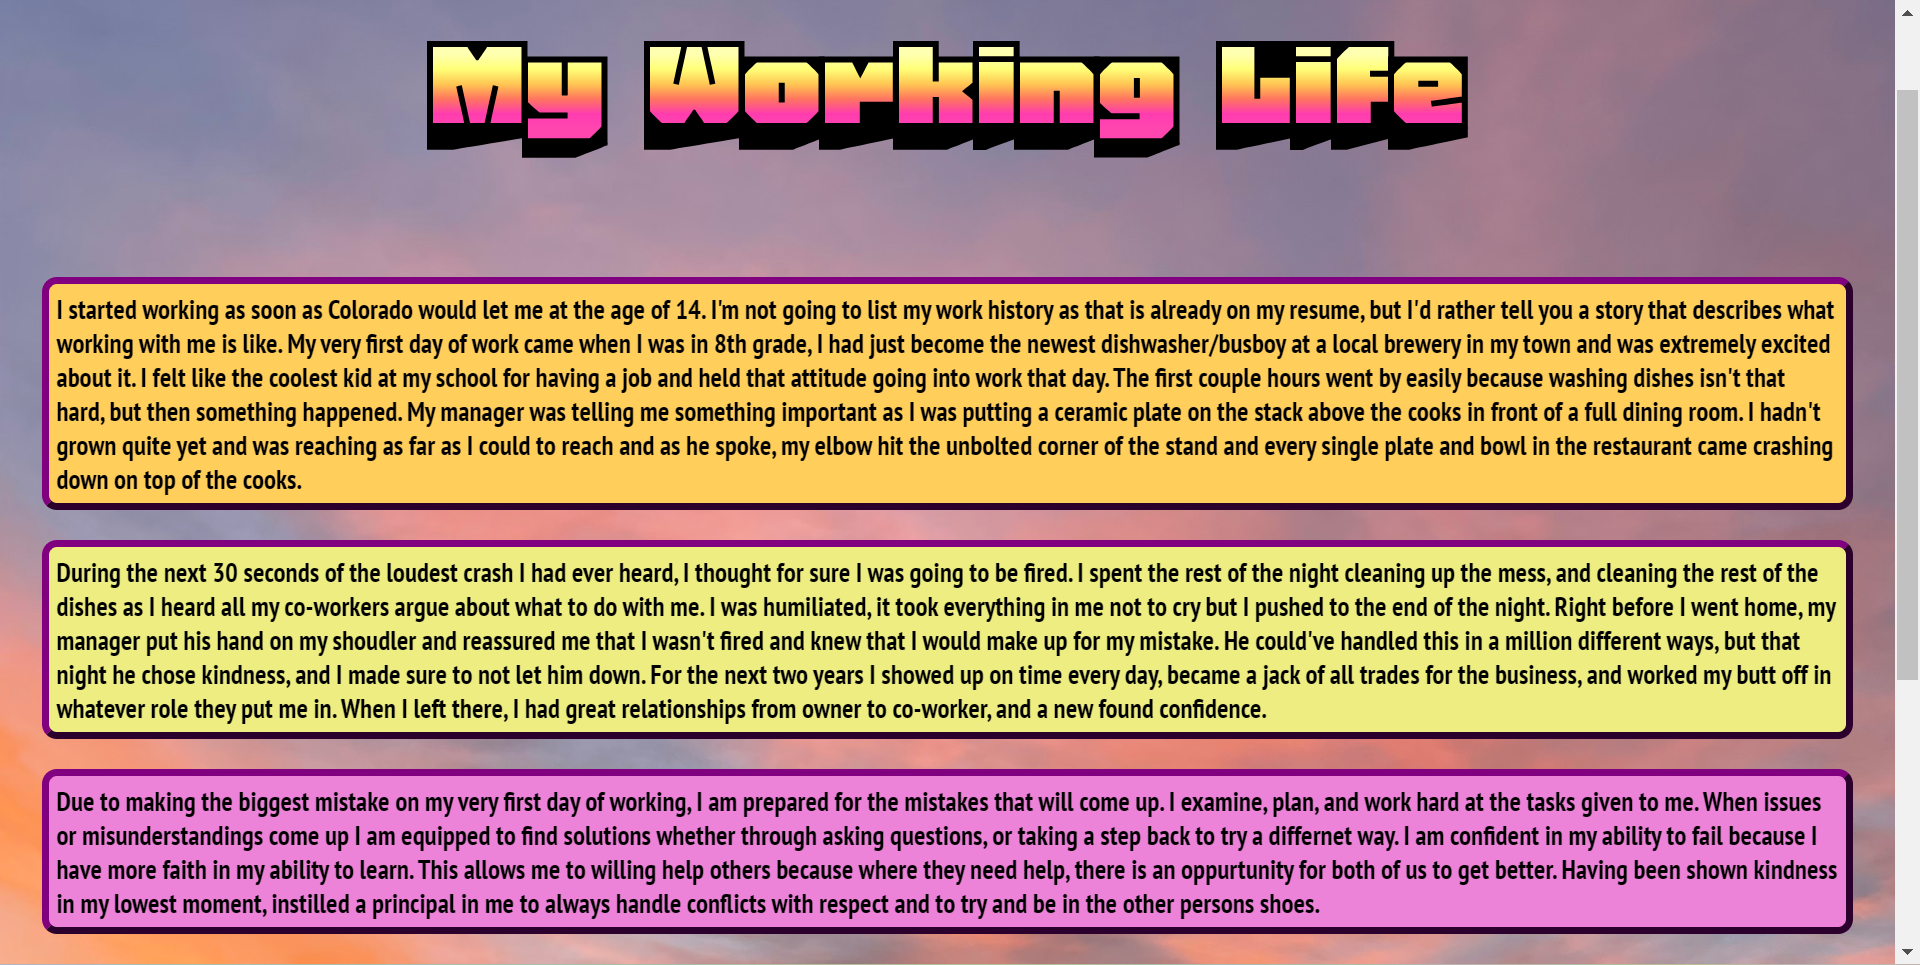 My Working Life
I started working as soon as Colorado would let me at the age of 14. I'm not going to list my work history as that is already on my resume, but I'd rather tell you a story that describes what
working with me is like. My very first day of work came when I was in 8th grade, I had just become the newest dishwasher/busboy at a local brewery in my town and was extremely excited
about it. I felt like the coolest kid at my school for having a job and held that attitude going into work that day. The first couple hours went by easily because washing dishes isn't that
hard, but then something happened. My manager was telling me something important as I was putting a ceramic plate on the stack above the cooks in front of a full dining room. I hadn't
grown quite yet and was reaching as far as I could to reach and as he spoke, my elbow hit the unbolted corner of the stand and every single plate and bowl in the restaurant came crashing
down on top of the cooks.
During the next 30 seconds of the loudest crash I had ever heard, I thought for sure I was going to be fired. I spent the rest of the night cleaning up the mess, and cleaning the rest of the
dishes as I heard all my co-workers argue about what to do with me. I was humiliated, it took everything in me not to cry but I pushed to the end of the night. Right before I went home, my
manager put his hand on my shoudler and reassured me that I wasn't fired and knew that I would make up for my mistake. He could've handled this in a million different ways, but that
night he chose kindness, and I made sure to not let him down. For the next two years I showed up on time every day, became a jack of all trades for the business, and worked my butt off in
whatever role they put me in. When I left there, I had great relationships from owner to co-worker, and a new found confidence.
Due to making the biggest mistake on my very first day of working, I am prepared for the mistakes that will come up. I examine, plan, and work hard at the tasks given to me. When issues
or misunderstandings come up I am equipped to find solutions whether through asking questions, or taking a step back to try a differnet way. I am confident in my ability to fail because I
have more faith in my ability to learn. This allows me to willing help others because where they need help, there is an oppurtunity for both of us to get better. Having been shown kindness
in my lowest moment, instilled a principal in me to always handle conflicts with respect and to try and be in the other persons shoes.